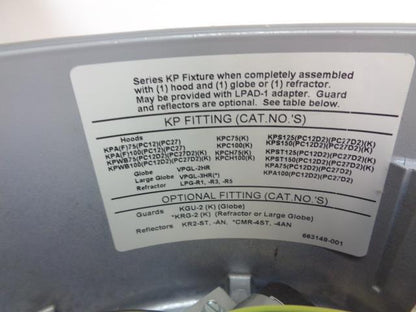 Series KP Fixture when completely assembled
with (1) hood and (1) globe or (1) refractor.
May be provided with LPAD-1 adapter. Guard
and reflectors are optional. See table below.
KP FITTING (CAT.NO.'S)
Hoods
KPA(F)75(PC12)(PC27) KPC75(K) KPS125(PC12D2)(PC27D2)(K)
KPA(F)100(PC12)(PC27) KPC100(K) KPS150(PC12D2)(PC27D2)(K)
KPWB75(PC12D2)(PC27D2)(K) KPCH75(K) KPST125(PC12D2)(PC27D2)(K)
KPWB100(PC12D2)(PC27D2)(K) KPCH100(K) KPST150(PC12D2)(PC27D2)(K)
Globe VPGL-2HR KPA75(PC12D2)(PC27D2)
Large Globe VPGL-3HR(*) KPA100(PC12D2)(PC27D2)
Refractor LPG-R1, -R3, -R5
OPTIONAL FITTING (CAT.NO.'S)
Guards KGU-2 (K) (Globe)
*KRG-2 (K) (Refractor or Large Globe)
Reflectors KR2-ST, -AN, *CMR-4ST, -4AN
663148-001